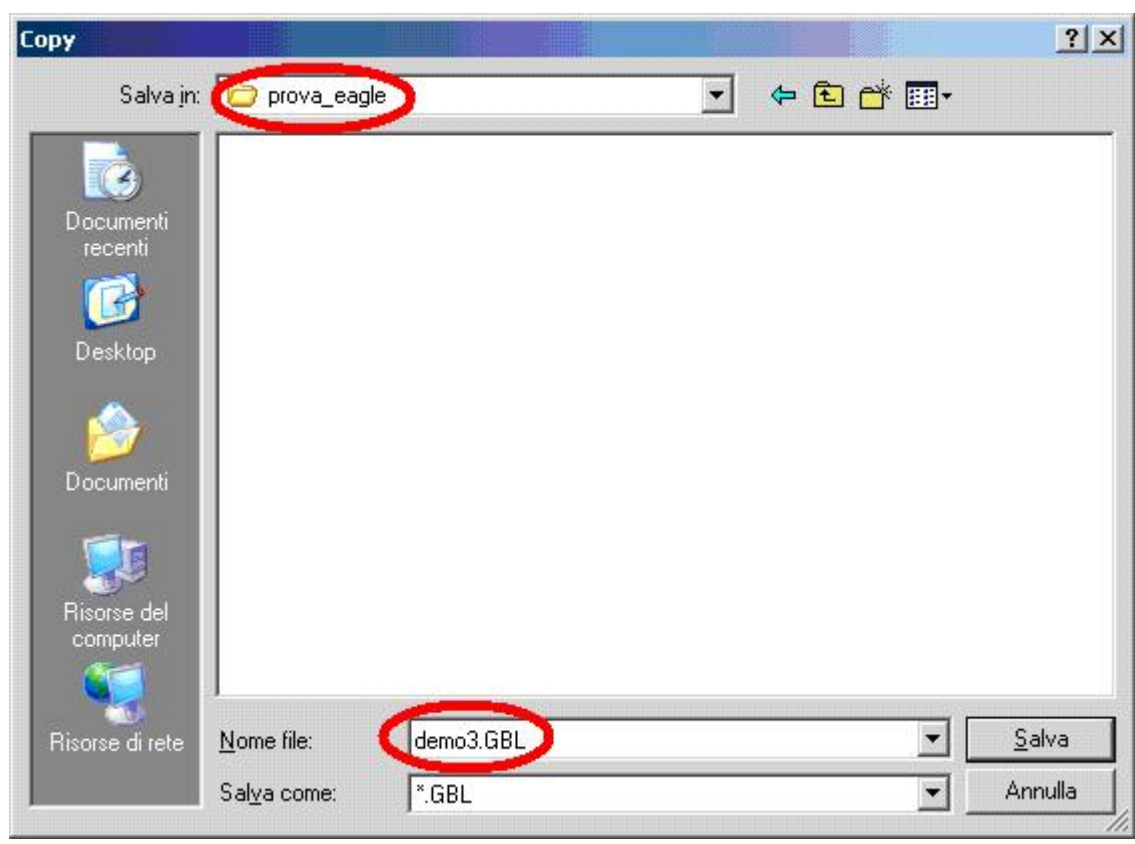 Copy
Salva in:
prova_eagle
Documenti
recenti
Desktop
Documenti
Risorse del
computer
Risorse di rete
Nome file:
demo3.GBL
Salva
Salva come:
*.GBL
Annulla